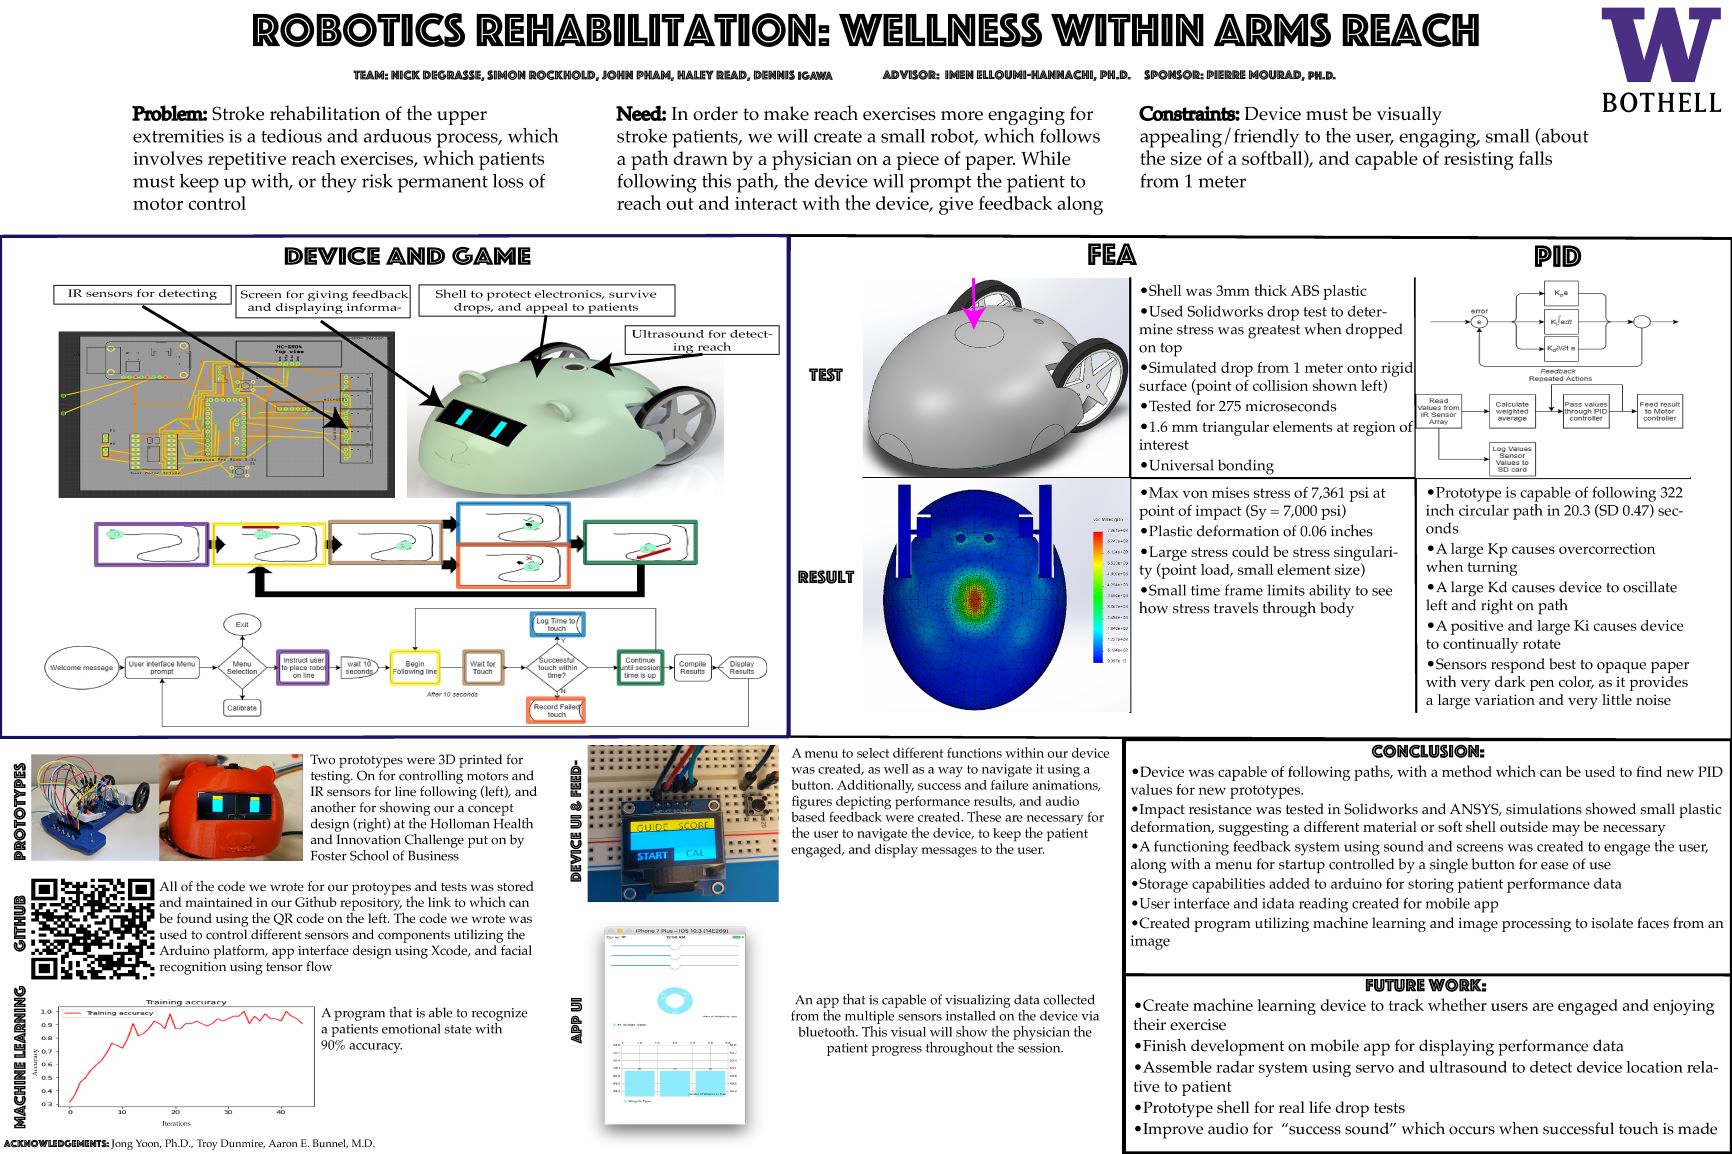 ROBOTICS REHABILITATION: WELLNESS WITHIN ARMS REACH
W
BOTHELL
TEAM: NICK DEGRASSE, SIMON ROCKHOLD, JOHN PHAM, HALEY READ, DENNIS IGAWA
ADVISOR: IMEN ELLOUMI-HANNACHI, PH.D. SPONSOR: PIERRE MOURAD, PH.D.
Problem: Stroke rehabilitation of the upper
extremities is a tedious and arduous process, which
involves repetitive reach exercises, which patients
must keep up with, or they risk permanent loss of
motor control
Need: In order to make reach exercises more engaging for
stroke patients, we will create a small robot, which follows
a path drawn by a physician on a piece of paper. While
following this path, the device will prompt the patient to
reach out and interact with the device, give feedback along
Constraints: Device must be visually
appealing/friendly to the user, engaging, small (about
the size of a softball), and capable of resisting falls
from 1 meter
DEVICE AND GAME
IR sensors for detecting
Screen for giving feedback
and displaying informa-
Shell to protect electronics, survive
drops, and appeal to patients
Ultrasound for detect-
ing reach
HC-SR04
Top view
Welcome message
User interface Menu
prompt
Exit
Menu
Selection
Calibrate
Instruct user
to place robot
on line
wait 10
seconds
Begin
Following line
After 10 seconds
Wait for
Touch
Log Time to
touch
Y
Successful
touch within
time?
N
Record Failed
touch
Continue
until session
time is up
Compile
Results
Display
Results
FEA
TEST
•Shell was 3mm thick ABS plastic
•Used Solidworks drop test to deter-
mine stress was greatest when dropped
on top
•Simulated drop from 1 meter onto rigid
surface (point of collision shown left)
•Tested for 275 microseconds
•1.6 mm triangular elements at region of
interest
•Universal bonding
RESULT
•Max von mises stress of 7,361 psi at
point of impact (Sy = 7,000 psi)
•Plastic deformation of 0.06 inches
•Large stress could be stress singulari-
ty (point load, small element size)
•Small time frame limits ability to see
how stress travels through body
PID
error
e
Feedback
Repeated Actions
Read
Values from
IR Sensor
Array
Calculate
weighted
average
Pass values
through PID
controller
Feed result
to Motor
controller
Log Values
Sensor
Values to
SD card
•Prototype is capable of following 322
inch circular path in 20.3 (SD 0.47) sec-
onds
•A large Kp causes overcorrection
when turning
•A large Kd causes device to oscillate
left and right on path
•A positive and large Ki causes device
to continually rotate
•Sensors respond best to opaque paper
with very dark pen color, as it provides
a large variation and very little noise
PROTOTYPES
Two prototypes were 3D printed for
testing. On for controlling motors and
IR sensors for line following (left), and
another for showing our a concept
design (right) at the Holloman Health
and Innovation Challenge put on by
Foster School of Business
GITHUB
All of the code we wrote for our protoypes and tests was stored
and maintained in our Github repository, the link to which can
be found using the QR code on the left. The code we wrote was
used to control different sensors and components utilizing the
Arduino platform, app interface design using Xcode, and facial
recognition using tensor flow
MACHINE LEARNING
Training accuracy
Training accuracy
Accuracy
1.0
0.9
0.8
0.7
0.6
0.5
0.4
0.3
0 10 20 30 40
Iterations
A program that is able to recognize
a patients emotional state with
90% accuracy.
ACKNOWLEDGEMENTS: Jong Yoon, Ph.D., Troy Dunmire, Aaron E. Bunnel, M.D.
DEVICE UI & FEED-
GUIDE SCORE
START CAL
A menu to select different functions within our device
was created, as well as a way to navigate it using a
button. Additionally, success and failure animations,
figures depicting performance results, and audio
based feedback were created. These are necessary for
the user to navigate the device, to keep the patient
engaged, and display messages to the user.
APP UI
iPhone 7 Plus – iOS 10.3 (14E269)
An app that is capable of visualizing data collected
from the multiple sensors installed on the device via
bluetooth. This visual will show the physician the
patient progress throughout the session.
CONCLUSION:
•Device was capable of following paths, with a method which can be used to find new PID
values for new prototypes.
•Impact resistance was tested in Solidworks and ANSYS, simulations showed small plastic
deformation, suggesting a different material or soft shell outside may be necessary
•A functioning feedback system using sound and screens was created to engage the user,
along with a menu for startup controlled by a single button for ease of use
•Storage capabilities added to arduino for storing patient performance data
•User interface and idata reading created for mobile app
•Created program utilizing machine learning and image processing to isolate faces from an
image
FUTURE WORK:
•Create machine learning device to track whether users are engaged and enjoying
their exercise
•Finish development on mobile app for displaying performance data
•Assemble radar system using servo and ultrasound to detect device location rela-
tive to patient
•Prototype shell for real life drop tests
•Improve audio for “success sound” which occurs when successful touch is made